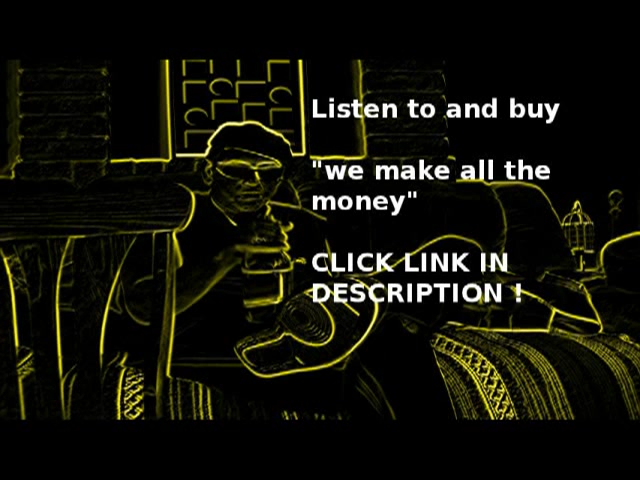 Listen to and buy
"we make all the
money"
CLICK LINK IN
DESCRIPTION !